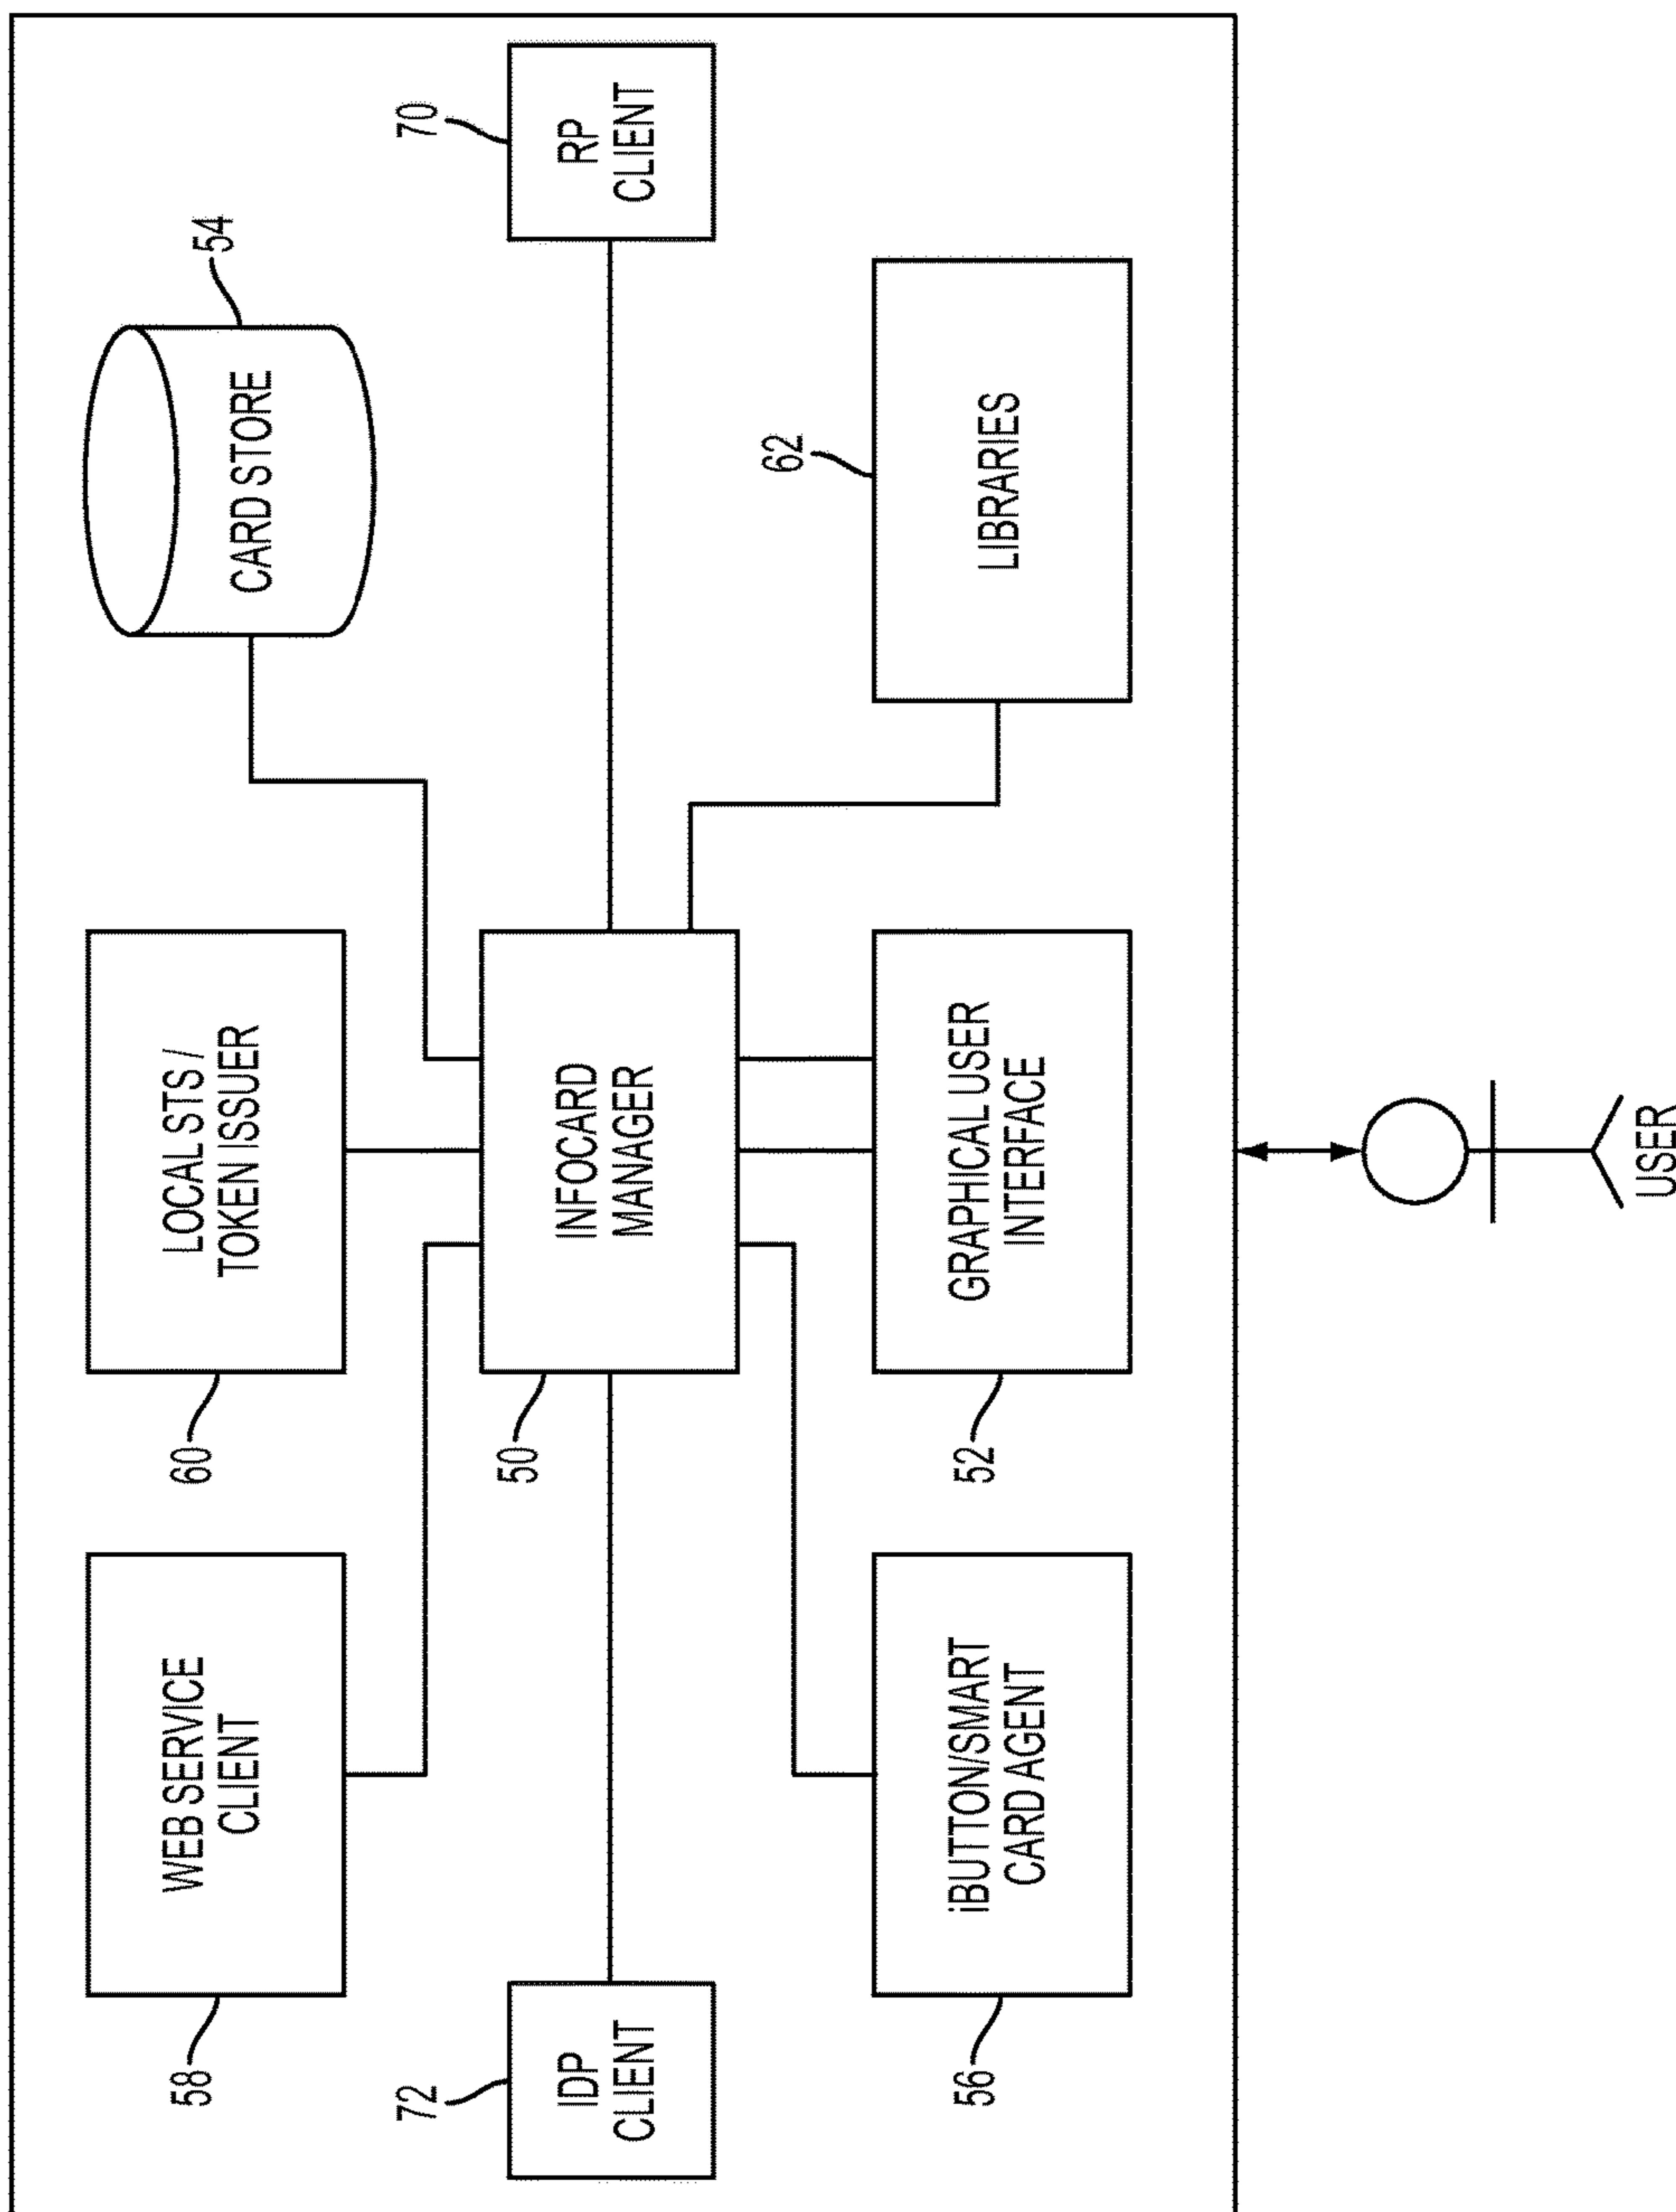 58
WEB SERVICE
CLIENT
60
LOCAL STS /
TOKEN ISSUER
CARD STORE
54
72
IDP
CLIENT
50
INFOCARD
MANAGER
70
RP
CLIENT
56
iBUTTON/SMART
CARD AGENT
52
GRAPHICAL USER
INTERFACE
62
LIBRARIES
USER